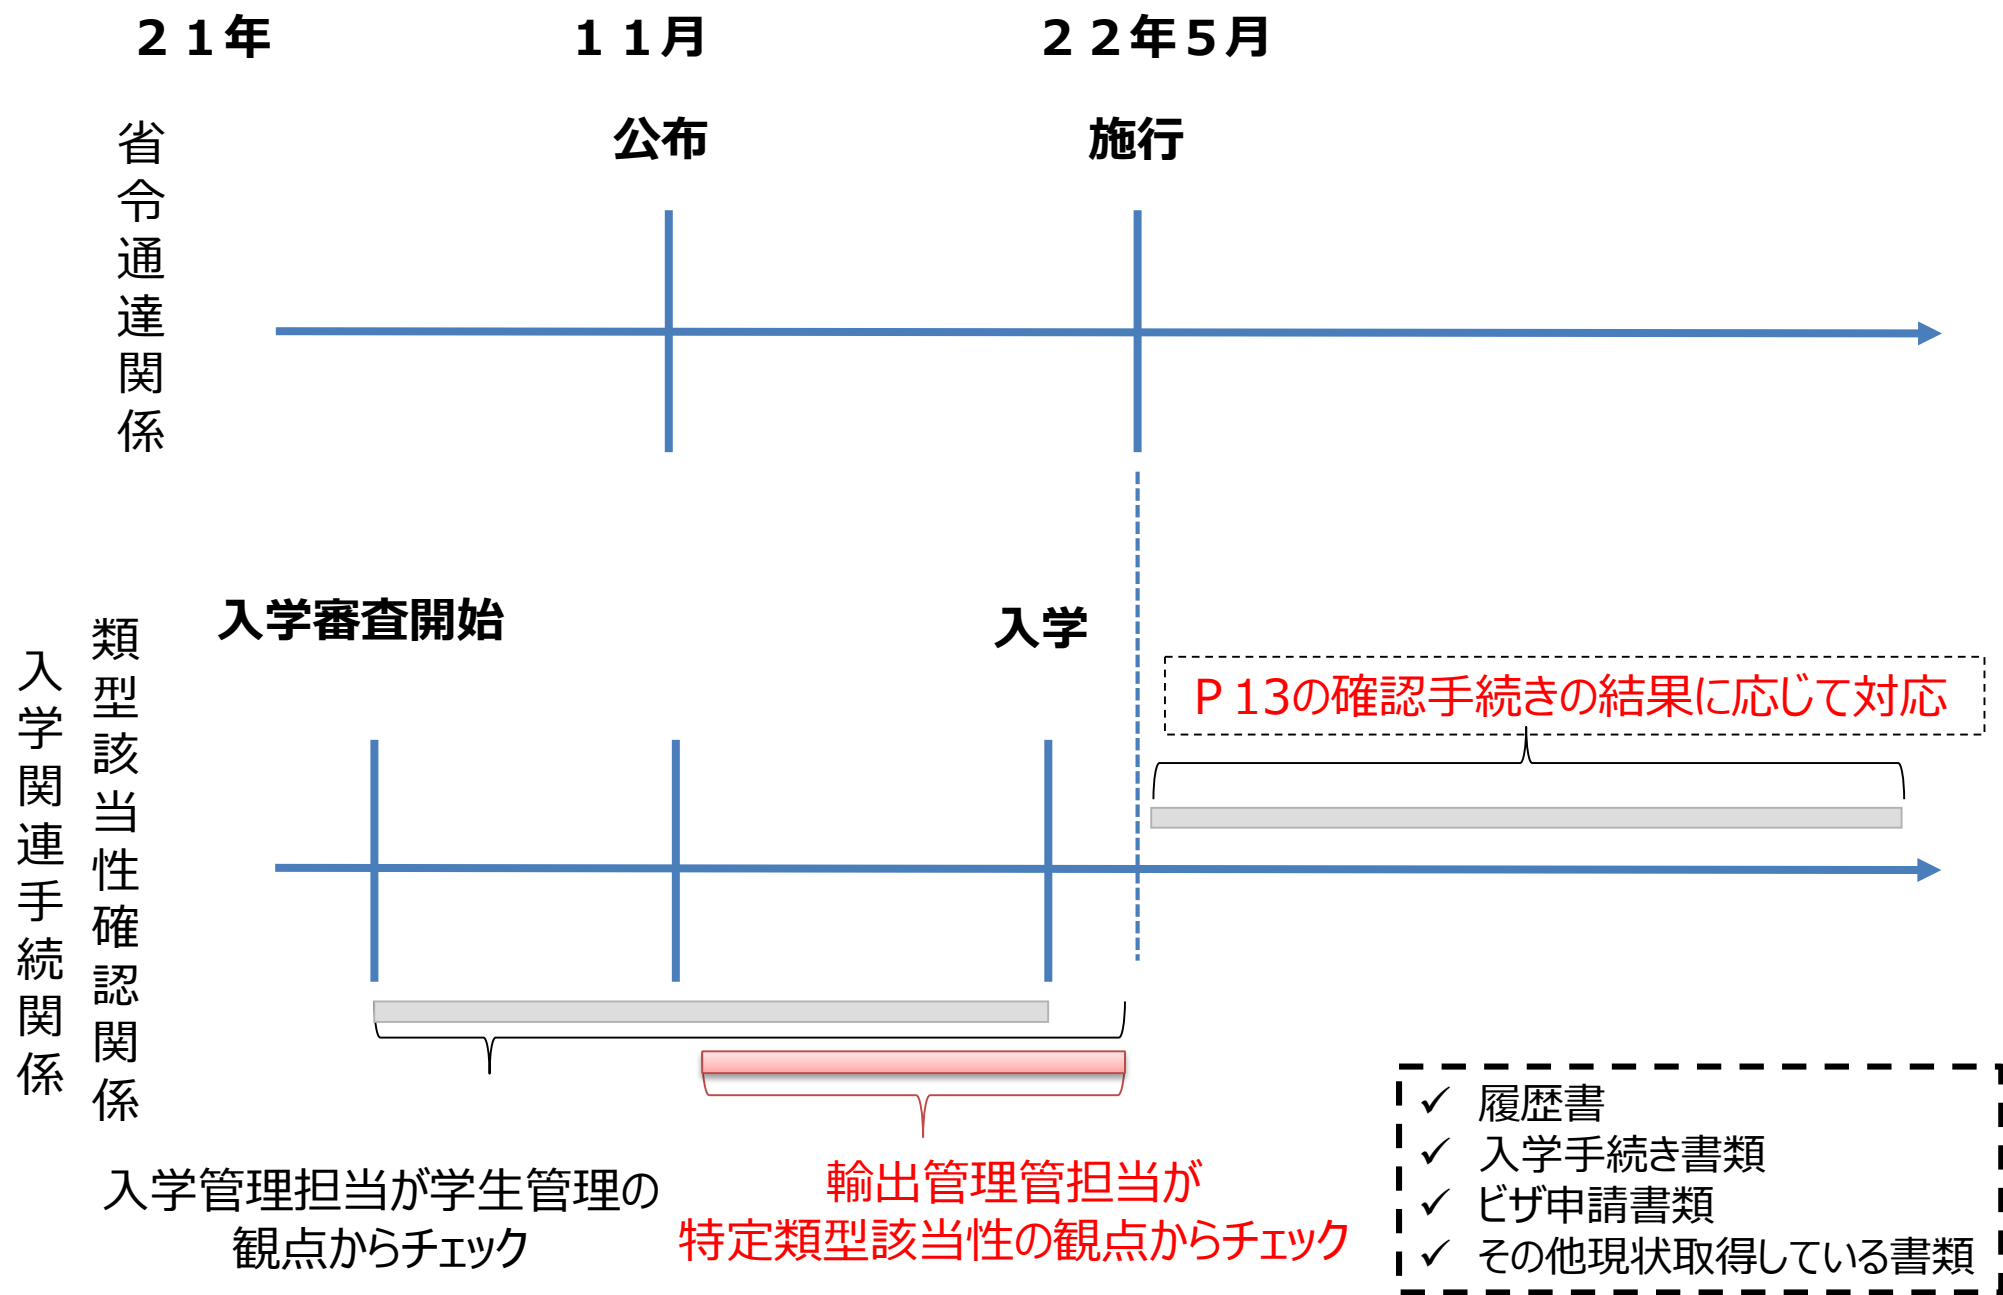 ２１年
１１月
２２年５月
公布
施行
省令通達関係
入学審査開始
入学
類型該当性確認関係
入学関連手続関係
Ｐ13の確認手続きの結果に応じて対応
入学管理担当が学生管理の
観点からチェック
輸出管理管担当が
特定類型該当性の観点からチェック
✓ 履歴書
✓ 入学手続き書類
✓ ビザ申請書類
✓ その他現状取得している書類